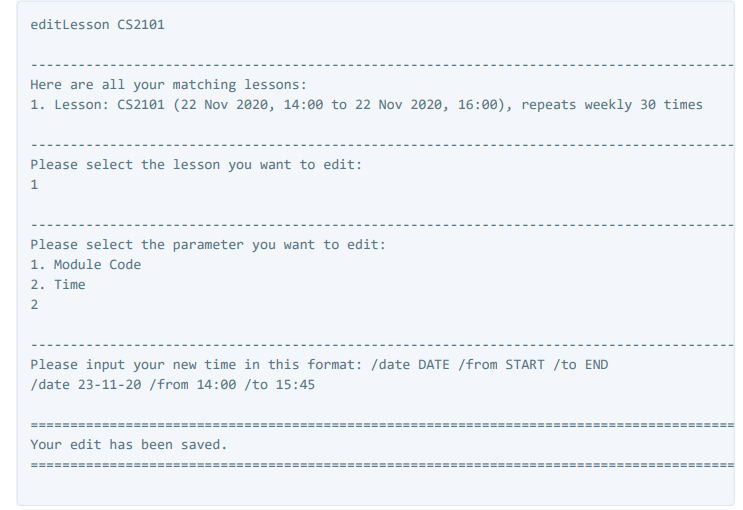 editLesson CS2101
--------------------------------------------------------------------------------------------
Here are all your matching lessons:
1. Lesson: CS2101 (22 Nov 2020, 14:00 to 22 Nov 2020, 16:00), repeats weekly 30 times
--------------------------------------------------------------------------------------------
Please select the lesson you want to edit:
1
--------------------------------------------------------------------------------------------
Please select the parameter you want to edit:
1. Module Code
2. Time
2
--------------------------------------------------------------------------------------------
Please input your new time in this format: /date DATE /from START /to END
/date 23-11-20 /from 14:00 /to 15:45
============================================================================================
Your edit has been saved.
============================================================================================